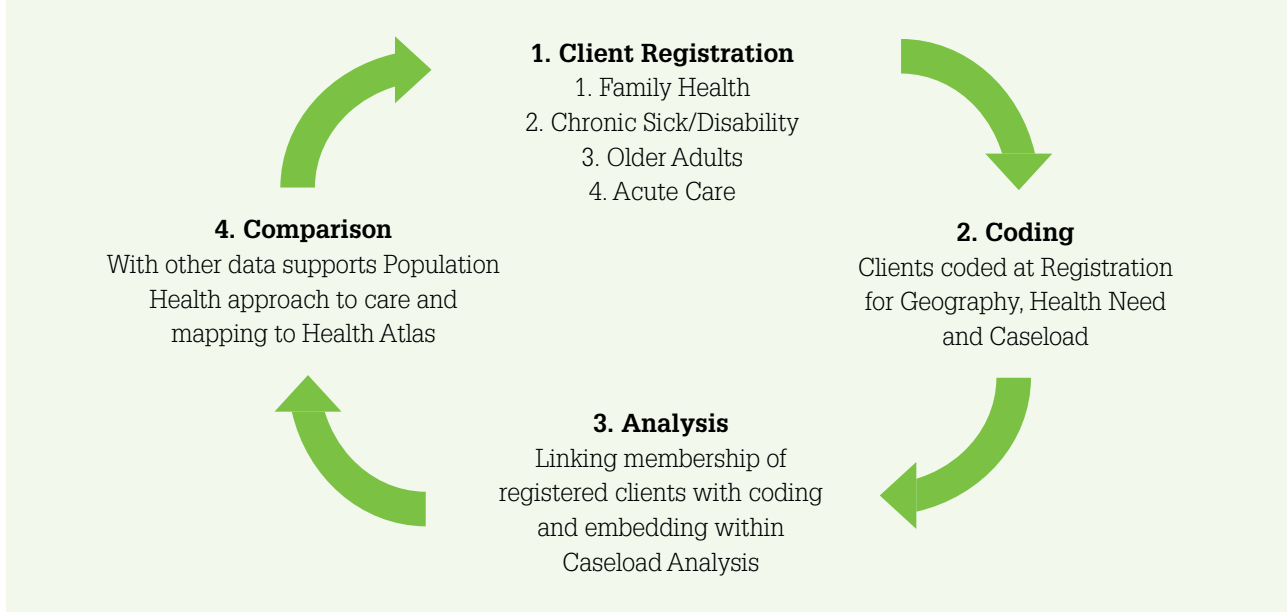 1. Client Registration
1. Family Health
2. Chronic Sick/Disability
3. Older Adults
4. Acute Care
2. Coding
Clients coded at Registration
for Geography, Health Need
and Caseload
3. Analysis
Linking membership of
registered clients with coding
and embedding within
Caseload Analysis
4. Comparison
With other data supports Population
Health approach to care and
mapping to Health Atlas